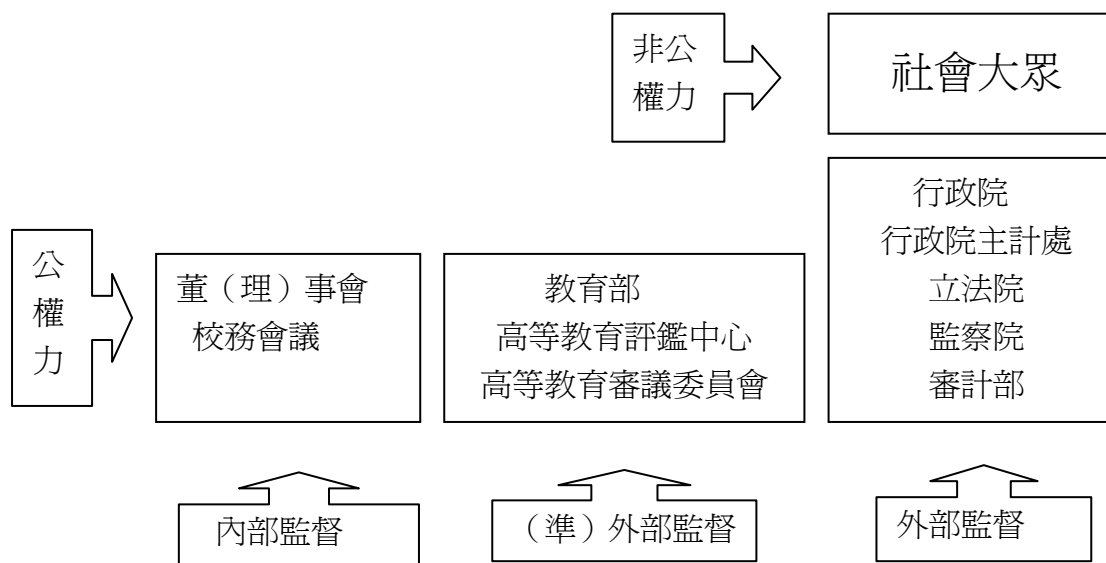 非公
權力
社會大眾
公
權
力
董（理）事會
校務會議
教育部
高等教育評鑑中心
高等教育審議委員會
行政院
行政院主計處
立法院
監察院
審計部
內部監督
（準）外部監督
外部監督